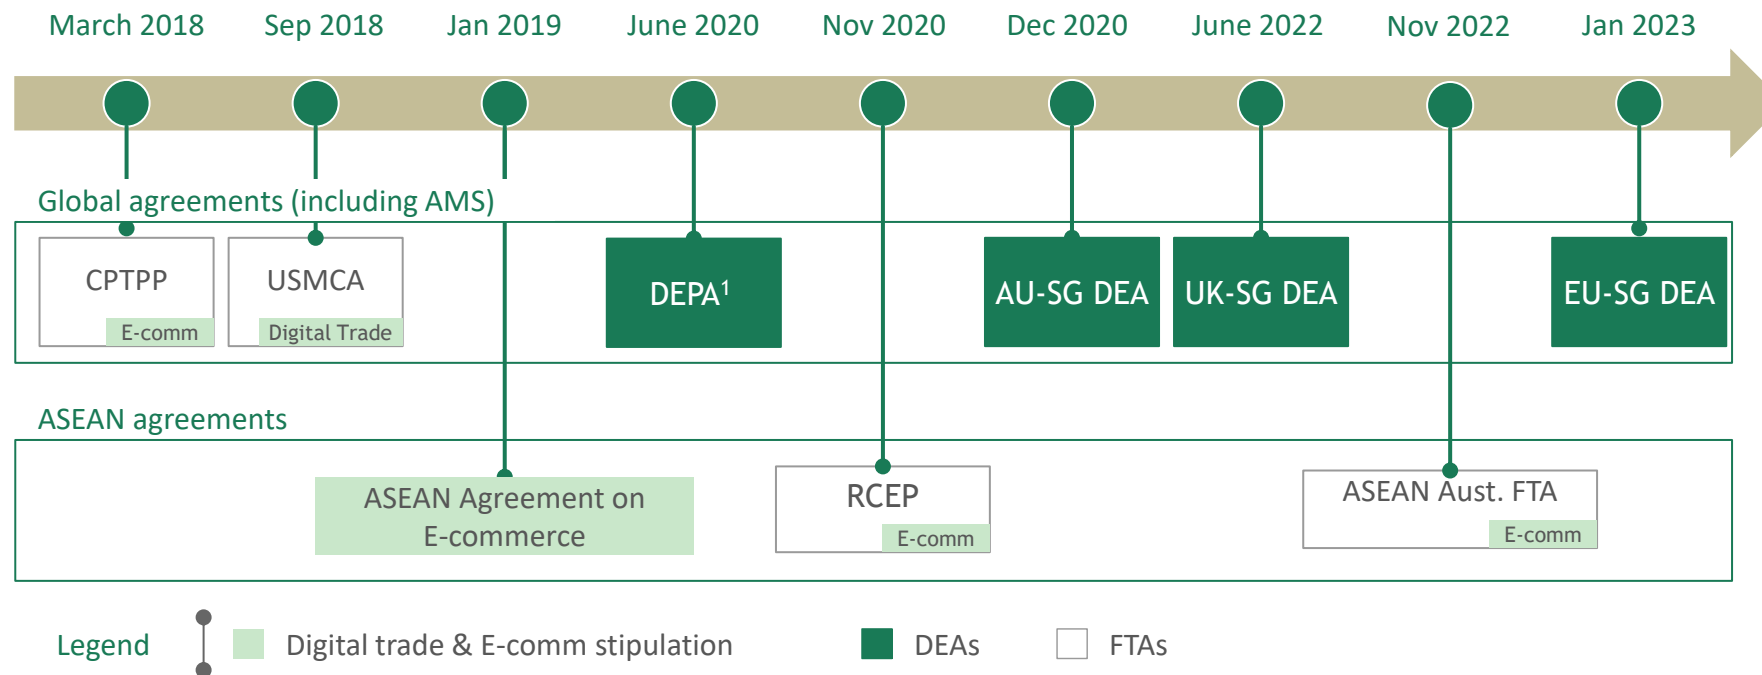 March 2018
Sep 2018
Jan 2019
June 2020
Nov 2020
Dec 2020
June 2022
Nov 2022
Jan 2023
Global agreements (including AMS)
CPTPP
E-comm
USMCA
Digital Trade
DEPA¹
AU-SG DEA
UK-SG DEA
EU-SG DEA
ASEAN agreements
ASEAN Agreement on
E-commerce
RCEP
E-comm
ASEAN Aust. FTA
E-comm
Legend
Digital trade & E-comm stipulation
DEAs
FTAs